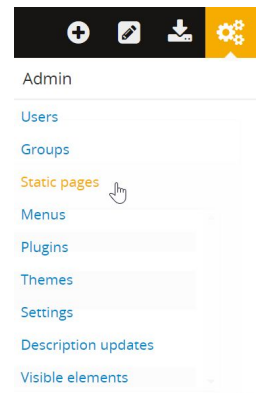 Admin
Users
Groups
Static pages
Menus
Plugins
Themes
Settings
Description updates
Visible elements